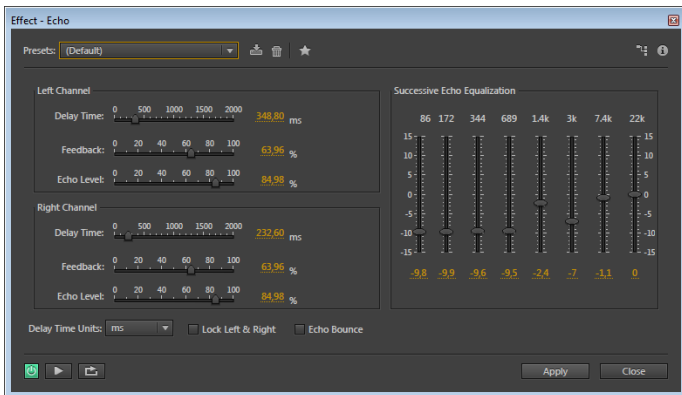 Effect - Echo
Presets: (Default)
Left Channel
0 500 1000 1500 2000
Delay Time: 348,80 ms
0 20 40 60 80 100
Feedback: 63,96 %
0 20 40 60 80 100
Echo Level: 84,98 %
Right Channel
0 500 1000 1500 2000
Delay Time: 232,60 ms
0 20 40 60 80 100
Feedback: 63,96 %
0 20 40 60 80 100
Echo Level: 84,98 %
Successive Echo Equalization
86 172 344 689 1.4k 3k 7.4k 22k
15 15
10 10
5 5
0 0
-5 -5
-10 -10
-15 -15
-9,8 -9,9 -9,6 -9,5 -2,4 -7 -1,1 0
Delay Time Units: ms Lock Left & Right Echo Bounce
Apply Close